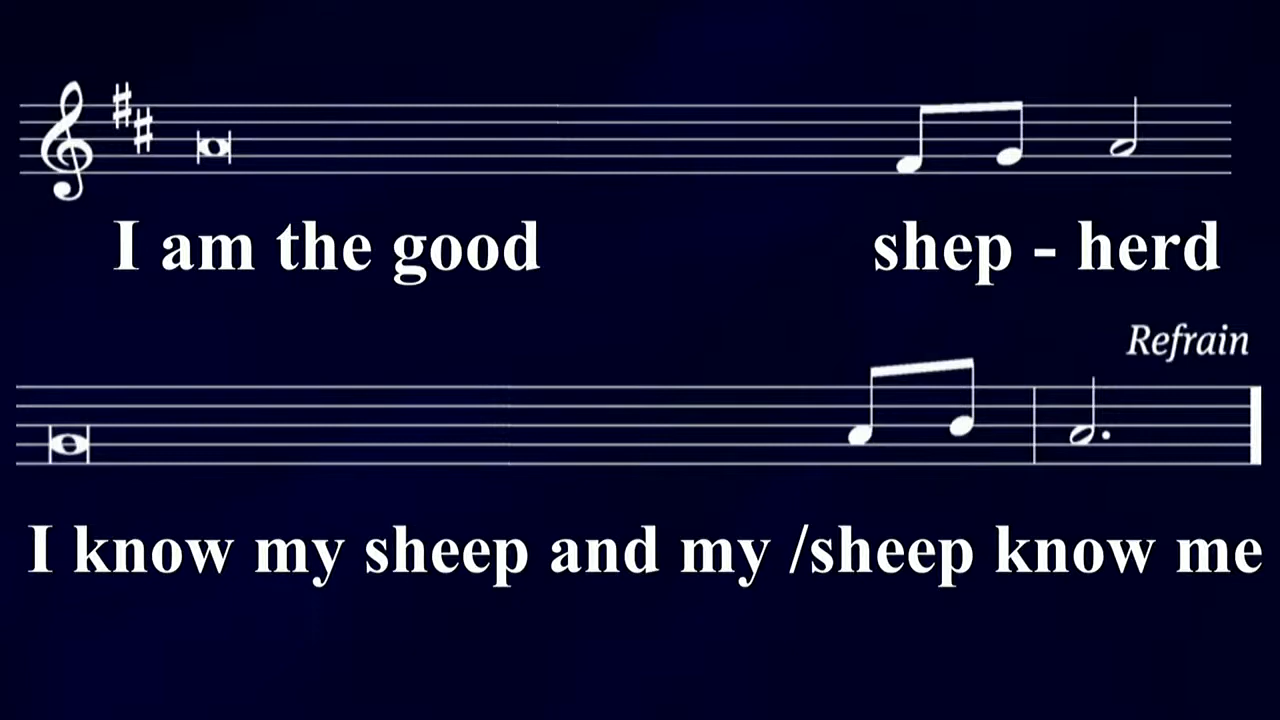 I am the good shep - herd
Refrain
I know my sheep and my /sheep know me